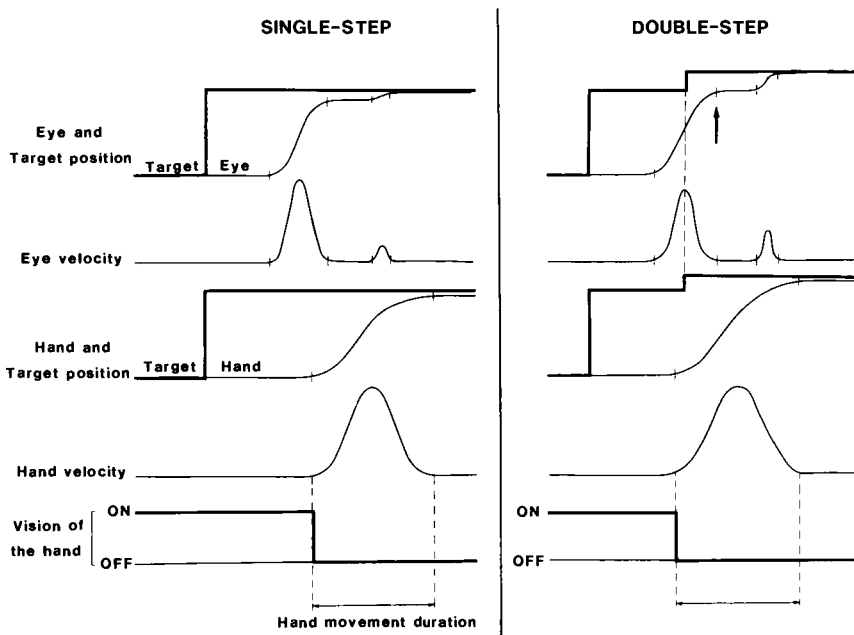 SINGLE-STEP
DOUBLE-STEP
Eye and
Target position
Target
Eye
Eye velocity
Hand and
Target position
Target
Hand
Hand velocity
Vision of
the hand
ON
OFF
ON
OFF
Hand movement duration